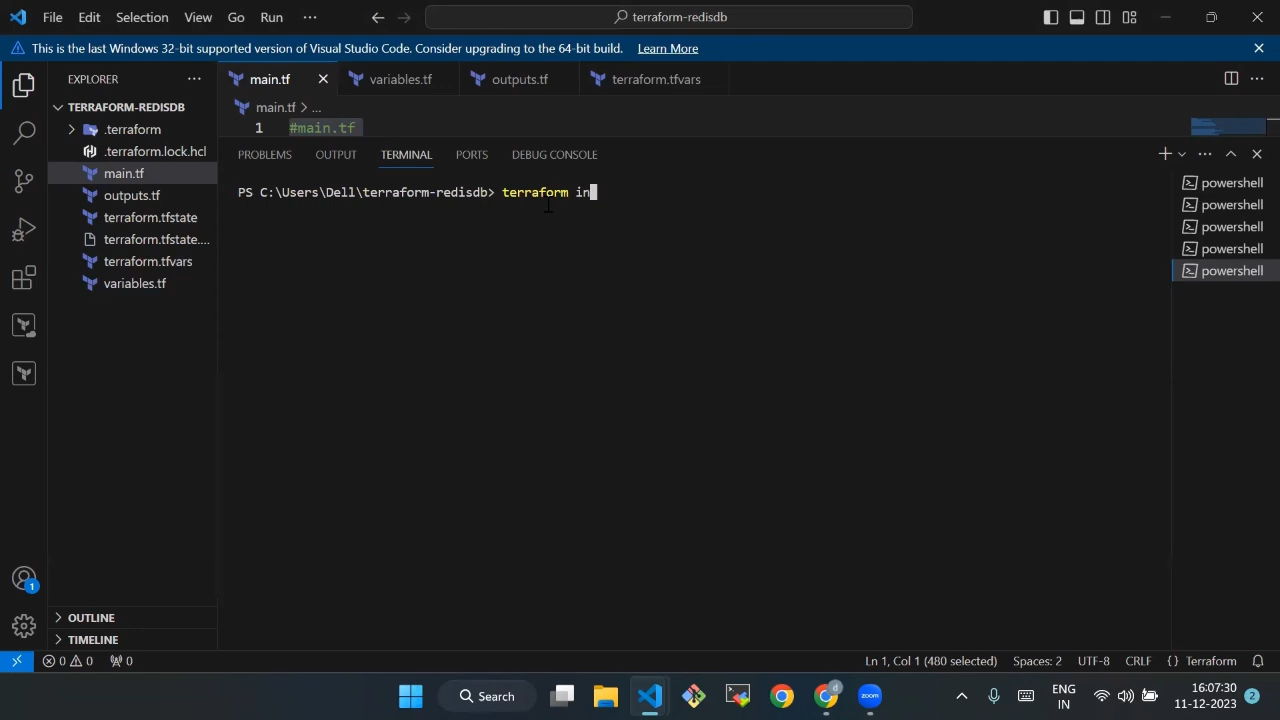 File Edit Selection View Go Run ··· terraform-redisdb
This is the last Windows 32-bit supported version of Visual Studio Code. Consider upgrading to the 64-bit build. Learn More
EXPLORER ···
TERRAFORM-REDISDB
.terraform
.terraform.lock.hcl
main.tf
outputs.tf
terraform.tfstate
terraform.tfstate....
terraform.tfvars
variables.tf
OUTLINE
TIMELINE
main.tf variables.tf outputs.tf terraform.tfvars
main.tf > ...
1 #main.tf
PROBLEMS OUTPUT TERMINAL PORTS DEBUG CONSOLE
PS C:\Users\Dell\terraform-redisdb> terraform in
powershell
powershell
powershell
powershell
powershell
1
0 0 0 Ln 1, Col 1 (480 selected) Spaces: 2 UTF-8 CRLF {} Terraform
Search d zoom ENG IN 16:07:30 11-12-2023 2